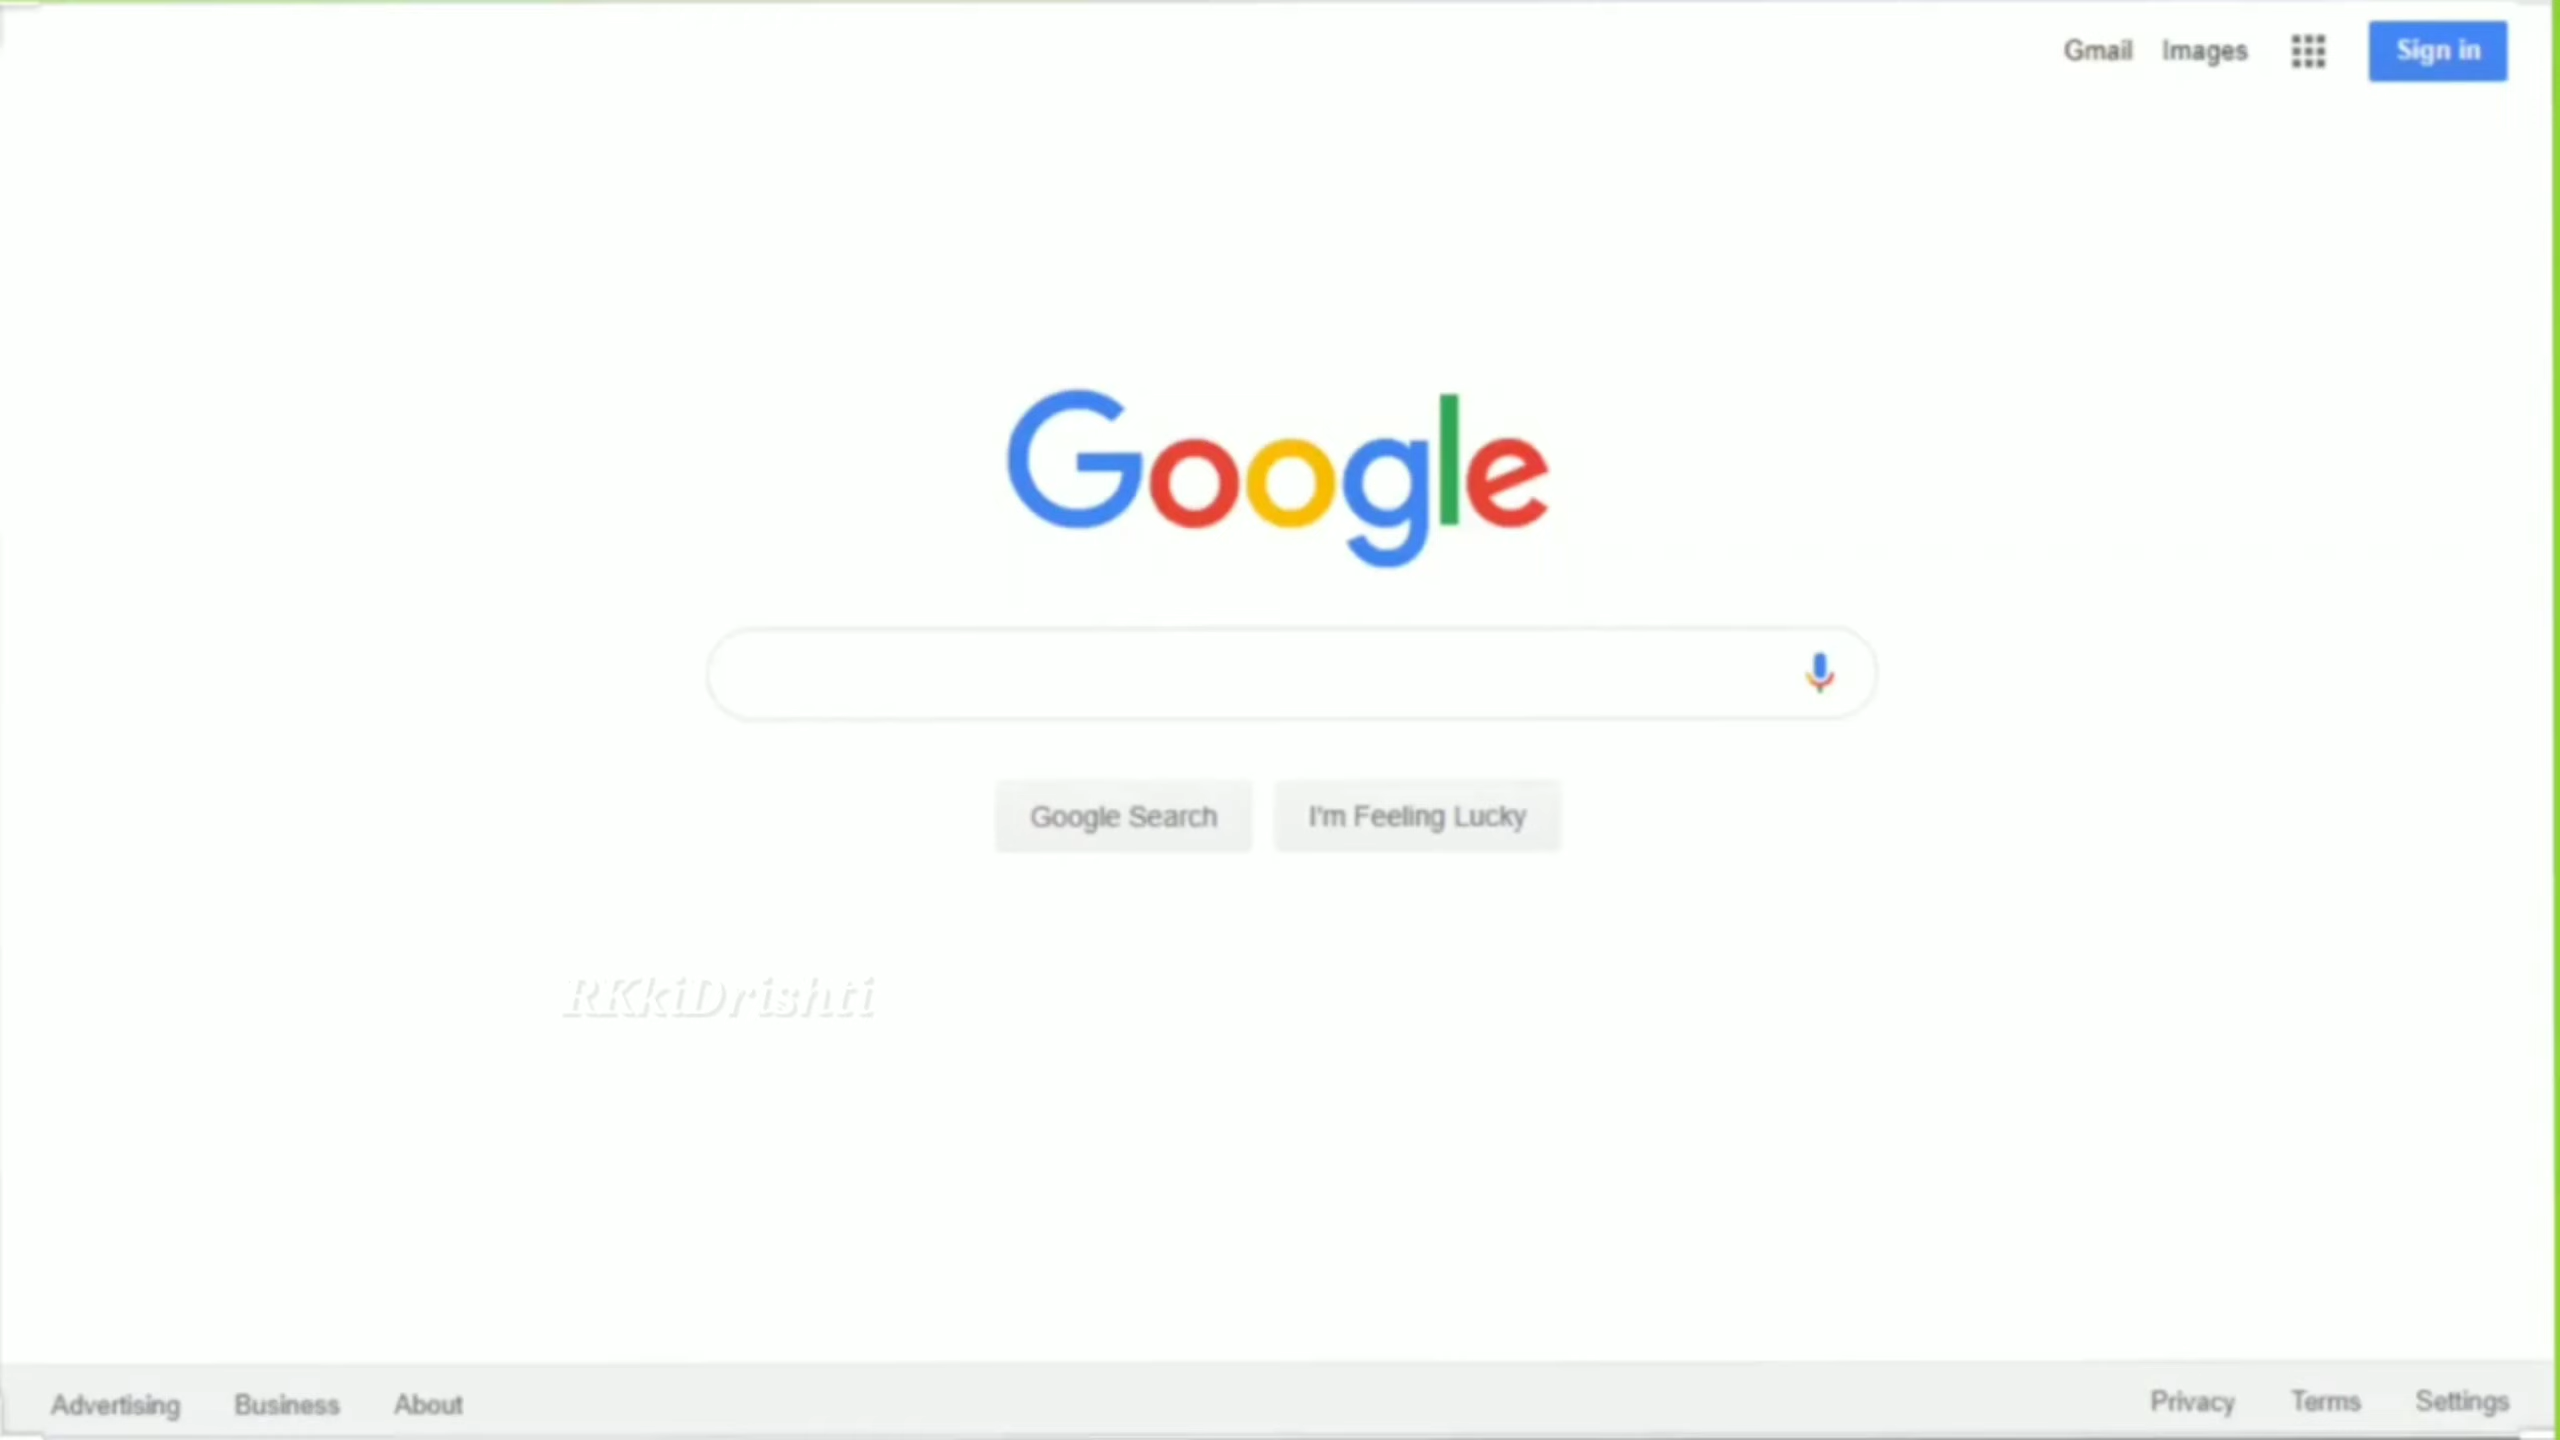 Gmail Images Sign in
Google
Google Search I'm Feeling Lucky
RKkiDrishti
Advertising Business About Privacy Terms Settings